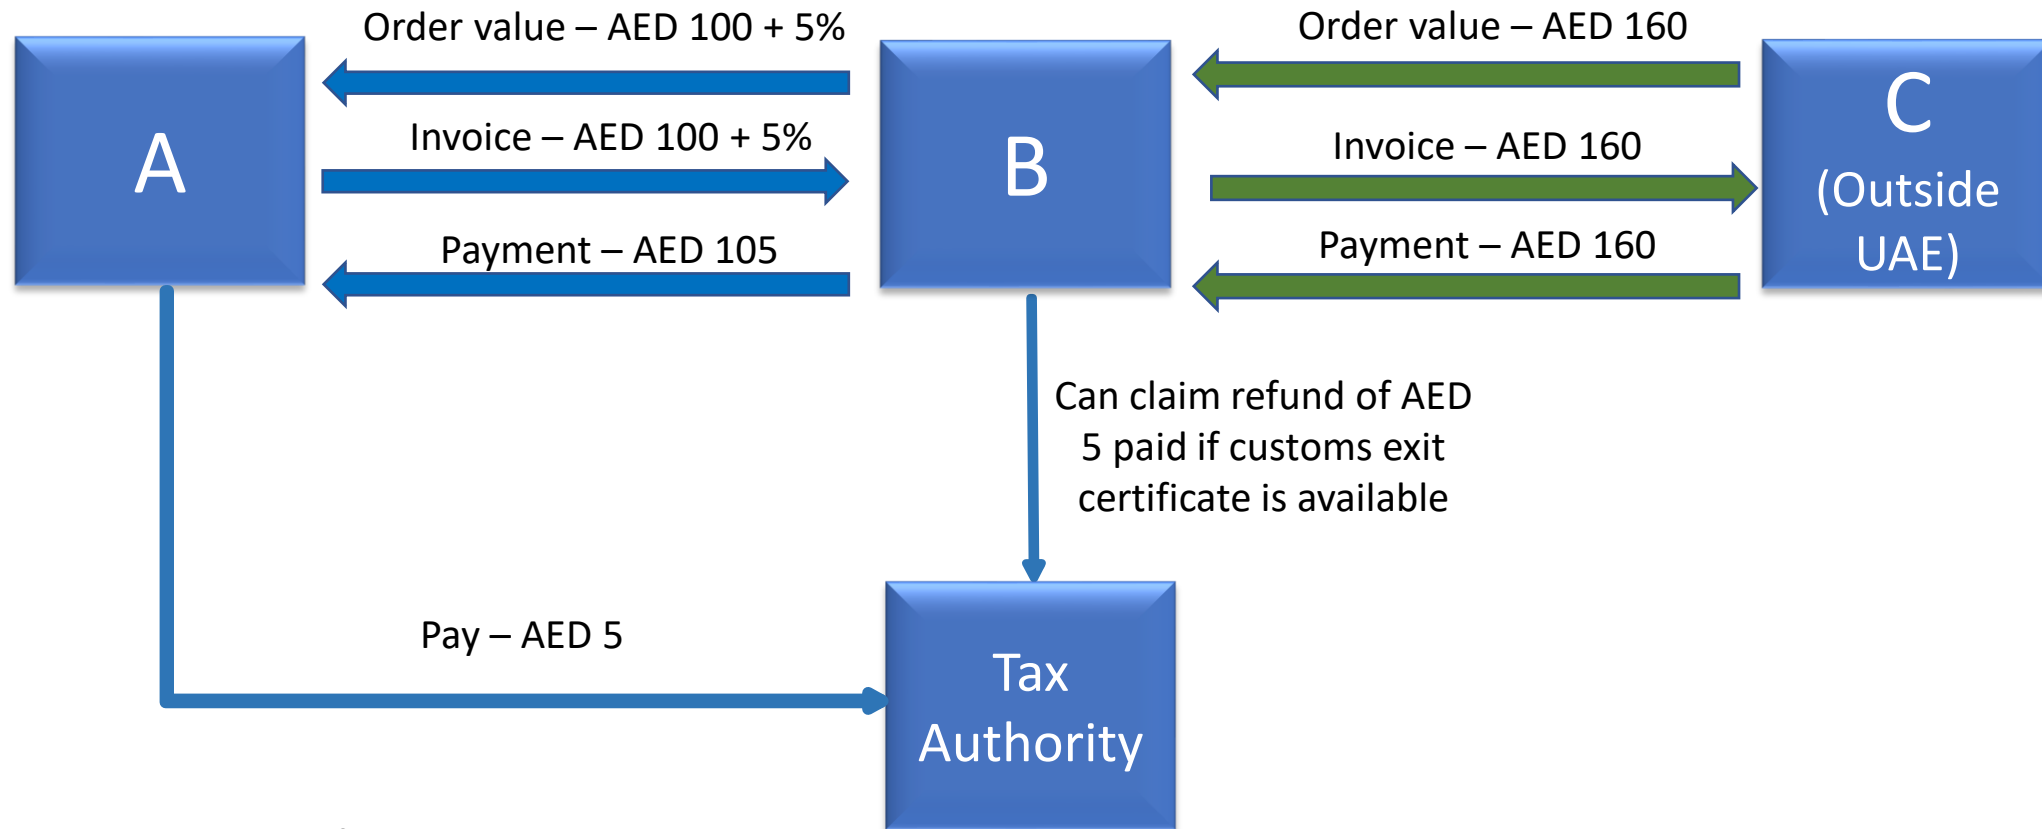 Order value – AED 100 + 5%
Order value – AED 160
A
Invoice – AED 100 + 5%
B
Invoice – AED 160
C
(Outside
UAE)
Payment – AED 105
Payment – AED 160
Can claim refund of AED
5 paid if customs exit
certificate is available
Pay – AED 5
Tax
Authority